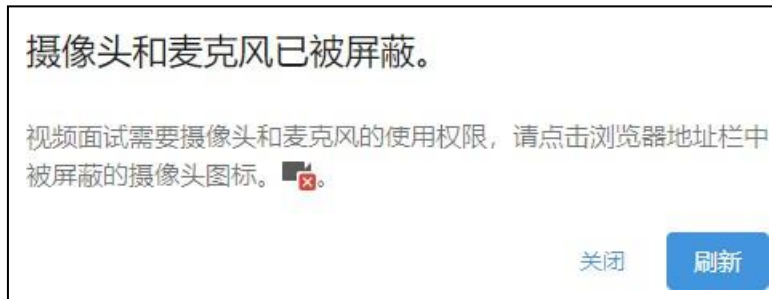 摄像头和麦克风已被屏蔽。
视频面试需要摄像头和麦克风的使用权限，请点击浏览器地址栏中
被屏蔽的摄像头图标。。
关闭
刷新